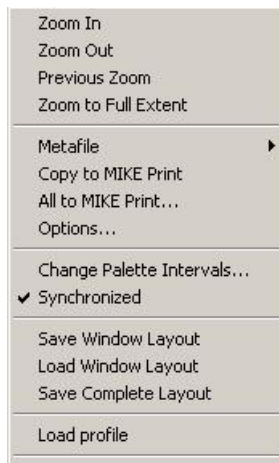 Zoom In
Zoom Out
Previous Zoom
Zoom to Full Extent
Metafile
Copy to MIKE Print
All to MIKE Print...
Options...
Change Palette Intervals...
Synchronized
Save Window Layout
Load Window Layout
Save Complete Layout
Load profile